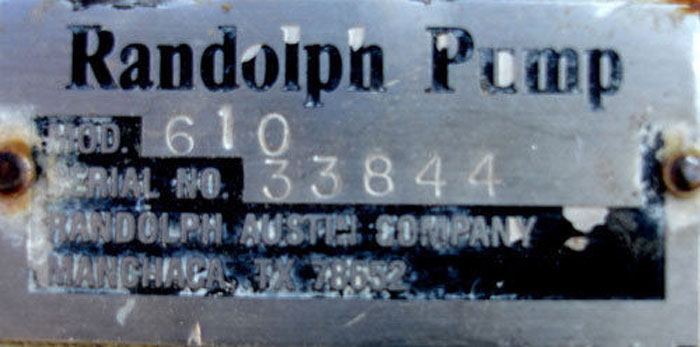 Randolph Pump
MOD. 610
SERIAL NO. 33844
RANDOLPH AUSTIN COMPANY
MANCHACA, TX 78652